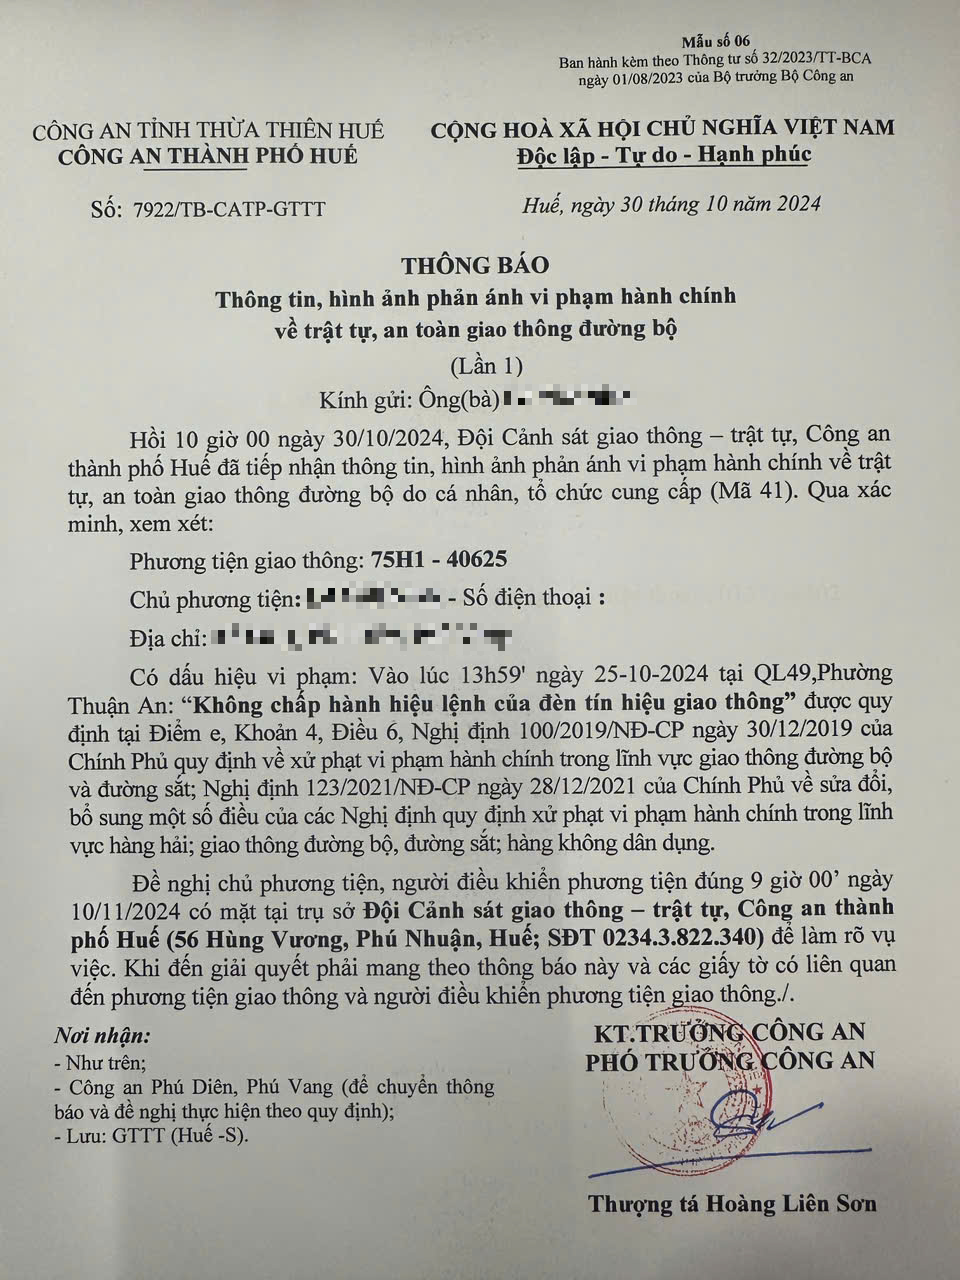 Mẫu số 06
Ban hành kèm theo Thông tư số 32/2023/TT-BCA
ngày 01/08/2023 của Bộ trưởng Bộ Công an
CÔNG AN TỈNH THỪA THIÊN HUẾ
CÔNG AN THÀNH PHỐ HUẾ
CỘNG HOÀ XÃ HỘI CHỦ NGHĨA VIỆT NAM
Độc lập - Tự do - Hạnh phúc
Số: 7922/TB-CATP-GTTT
Huế, ngày 30 tháng 10 năm 2024
THÔNG BÁO
Thông tin, hình ảnh phản ánh vi phạm hành chính
về trật tự, an toàn giao thông đường bộ
(Lần 1)
Kính gửi: Ông(bà)
Hồi 10 giờ 00 ngày 30/10/2024, Đội Cảnh sát giao thông – trật tự, Công an
thành phố Huế đã tiếp nhận thông tin, hình ảnh phản ánh vi phạm hành chính về trật
tự, an toàn giao thông đường bộ do cá nhân, tổ chức cung cấp (Mã 41). Qua xác
minh, xem xét:
Phương tiện giao thông: 75H1 - 40625
Chủ phương tiện: - Số điện thoại :
Địa chỉ:
Có dấu hiệu vi phạm: Vào lúc 13h59' ngày 25-10-2024 tại QL49,Phường
Thuận An: “Không chấp hành hiệu lệnh của đèn tín hiệu giao thông” được quy
định tại Điểm e, Khoản 4, Điều 6, Nghị định 100/2019/NĐ-CP ngày 30/12/2019 của
Chính Phủ quy định về xử phạt vi phạm hành chính trong lĩnh vực giao thông đường bộ
và đường sắt; Nghị định 123/2021/NĐ-CP ngày 28/12/2021 của Chính Phủ về sửa đổi,
bổ sung một số điều của các Nghị định quy định xử phạt vi phạm hành chính trong lĩnh
vực hàng hải; giao thông đường bộ, đường sắt; hàng không dân dụng.
Đề nghị chủ phương tiện, người điều khiển phương tiện đúng 9 giờ 00’ ngày
10/11/2024 có mặt tại trụ sở Đội Cảnh sát giao thông – trật tự, Công an thành
phố Huế (56 Hùng Vương, Phú Nhuận, Huế; SĐT 0234.3.822.340) để làm rõ vụ
việc. Khi đến giải quyết phải mang theo thông báo này và các giấy tờ có liên quan
đến phương tiện giao thông và người điều khiển phương tiện giao thông./.
Nơi nhận:
- Như trên;
- Công an Phú Diên, Phú Vang (để chuyển thông
báo và đề nghị thực hiện theo quy định);
- Lưu: GTTT (Huế -S).
KT.TRƯỞNG CÔNG AN
PHÓ TRƯỞNG CÔNG AN
Thượng tá Hoàng Liên Sơn